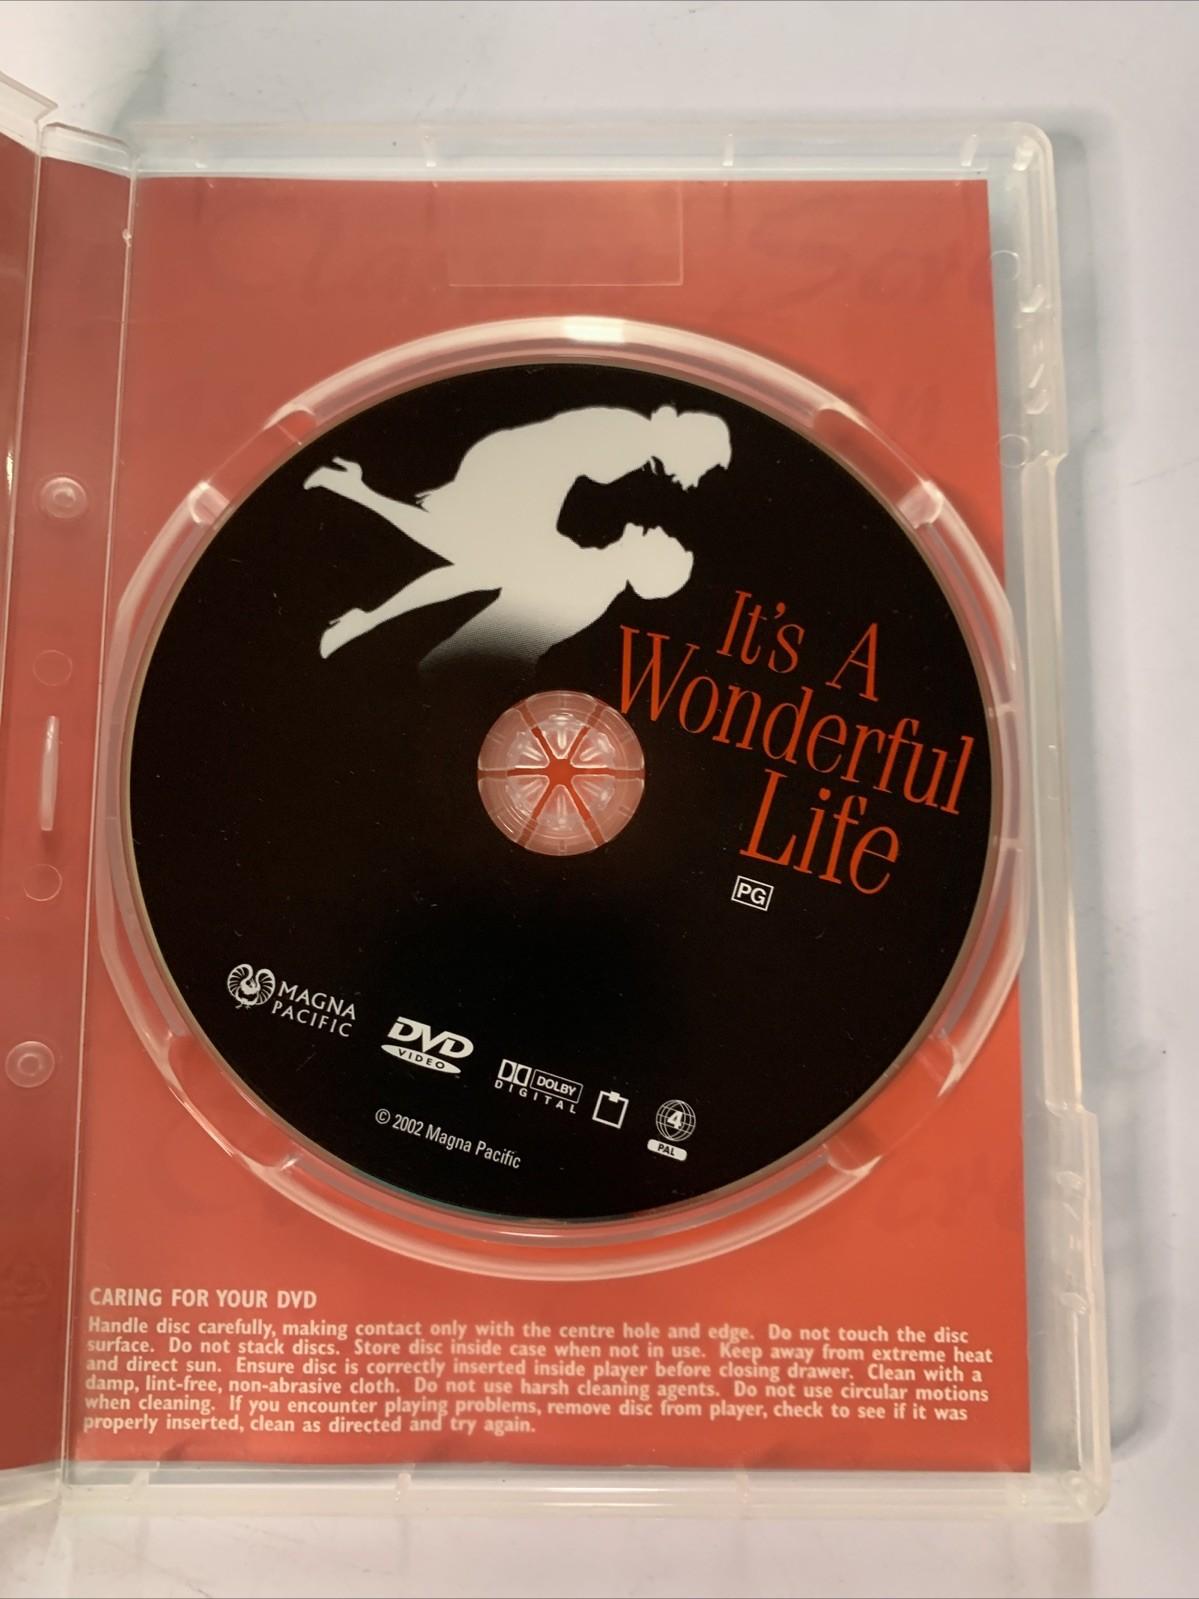 It's A
Wonderful
Life
PG
MAGNA
PACIFIC
DVD
VIDEO
DOLBY
DIGITAL
4
PAL
© 2002 Magna Pacific
CARING FOR YOUR DVD
Handle disc carefully, making contact only with the centre hole and edge. Do not touch the disc
surface. Do not stack discs. Store disc inside case when not in use. Keep away from extreme heat
and direct sun. Ensure disc is correctly inserted inside player before closing drawer. Clean with a
damp, lint-free, non-abrasive cloth. Do not use harsh cleaning agents. Do not use circular motions
when cleaning. If you encounter playing problems, remove disc from player, check to see if it was
properly inserted, clean as directed and try again.